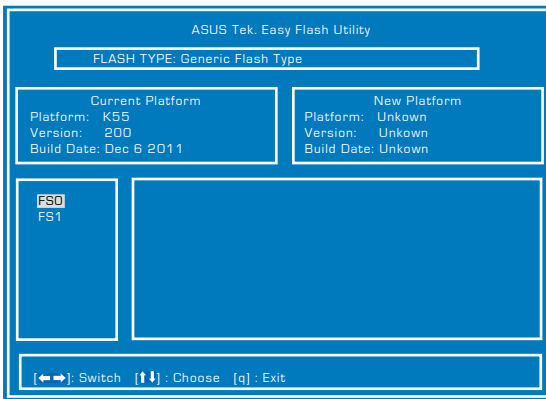 ASUS Tek. Easy Flash Utility
FLASH TYPE: Generic Flash Type
Current Platform
Platform: K55
Version: 200
Build Date: Dec 6 2011
New Platform
Platform: Unkown
Version: Unkown
Build Date: Unkown
FS0
FS1
[←→]: Switch [↑↓] : Choose [q] : Exit